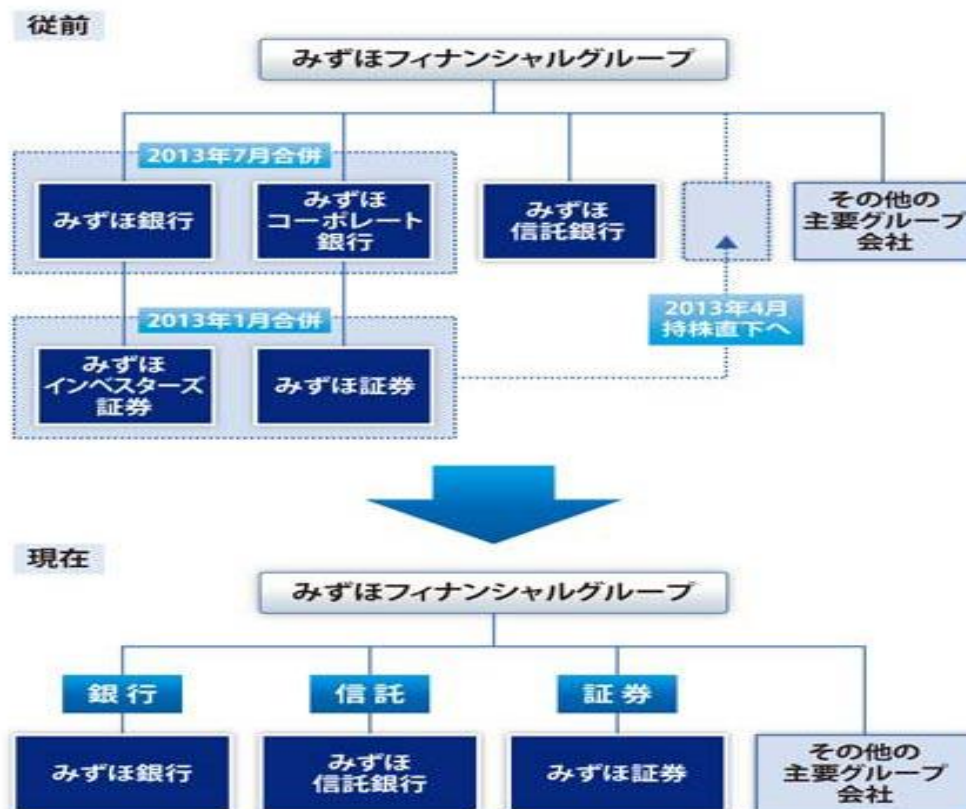 従前
みずほフィナンシャルグループ
2013年7月合併
みずほ銀行
みずほ
コーポレート
銀行
みずほ
信託銀行
その他の
主要グループ
会社
2013年1月合併
2013年4月
持株直下へ
みずほ
インベスターズ
証券
みずほ証券
現在
みずほフィナンシャルグループ
銀行
信託
証券
みずほ銀行
みずほ
信託銀行
みずほ証券
その他の
主要グループ
会社